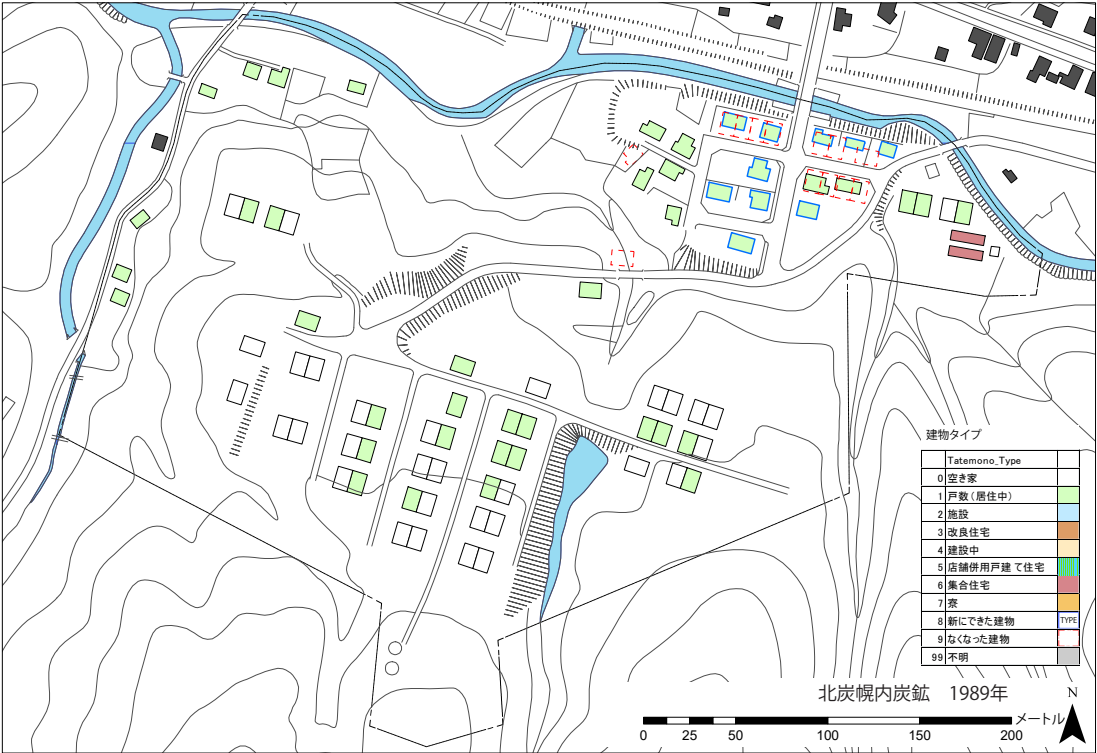 建物タイプ
Tatemono_Type
0 空き家
1 戸数(居住中)
2 施設
3 改良住宅
4 建設中
5 店舗併用戸建て住宅
6 集合住宅
7 寮
8 新にできた建物 TYPE
9 なくなった建物
99 不明
北炭幌内炭鉱 1989年
N
メートル
0 25 50 100 150 200